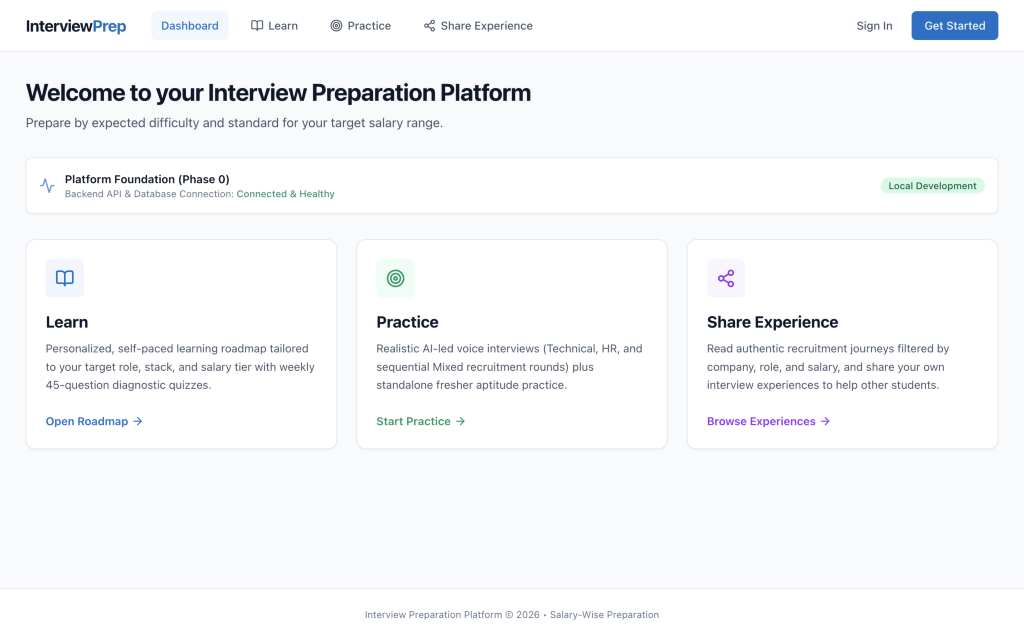 InterviewPrep
Dashboard
Learn
Practice
Share Experience
Sign In
Get Started
Welcome to your Interview Preparation Platform
Prepare by expected difficulty and standard for your target salary range.
Platform Foundation (Phase 0)
Backend API & Database Connection: Connected & Healthy
Local Development
Learn
Personalized, self-paced learning roadmap tailored
to your target role, stack, and salary tier with weekly
45-question diagnostic quizzes.
Open Roadmap →
Practice
Realistic AI-led voice interviews (Technical, HR, and
sequential Mixed recruitment rounds) plus
standalone fresher aptitude practice.
Start Practice →
Share Experience
Read authentic recruitment journeys filtered by
company, role, and salary, and share your own
interview experiences to help other students.
Browse Experiences →
Interview Preparation Platform © 2026 • Salary-Wise Preparation